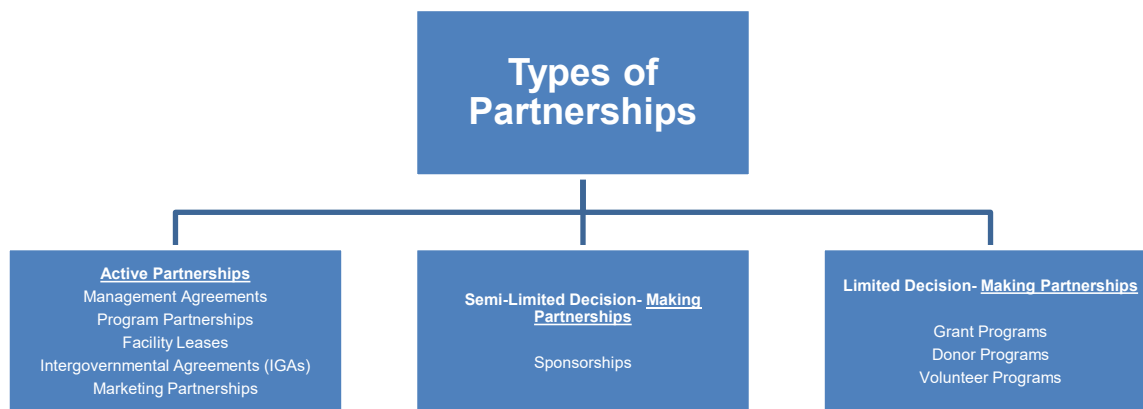 Types of
Partnerships
Active Partnerships
Management Agreements
Program Partnerships
Facility Leases
Intergovernmental Agreements (IGAs)
Marketing Partnerships
Semi-Limited Decision- Making
Partnerships
Sponsorships
Limited Decision- Making Partnerships
Grant Programs
Donor Programs
Volunteer Programs